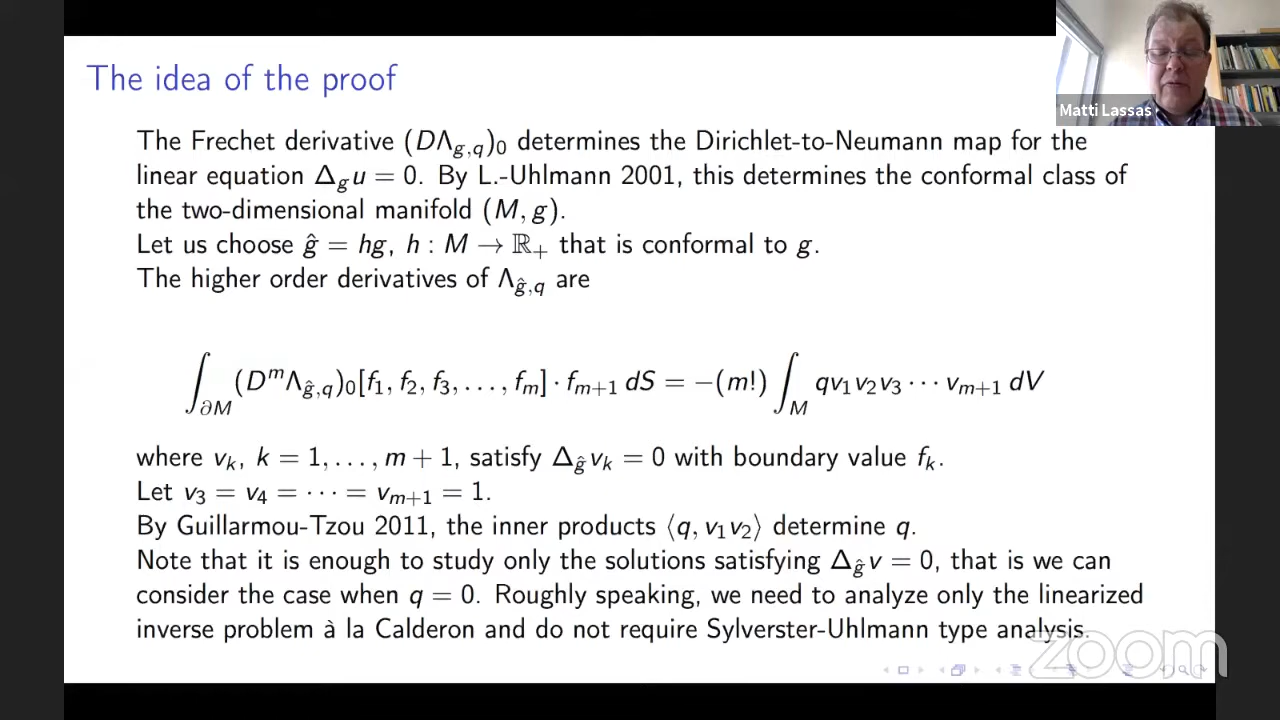 The idea of the proof
Matti Lassas
The Frechet derivative (DΛ_{g,q})_0 determines the Dirichlet-to-Neumann map for the
linear equation Δ_g u = 0. By L.-Uhlmann 2001, this determines the conformal class of
the two-dimensional manifold (M, g).
Let us choose ĝ = hg, h : M → ℝ_+ that is conformal to g.
The higher order derivatives of Λ_{ĝ,q} are
∫_{∂M} (D^m Λ_{ĝ,q})_0[f_1, f_2, f_3, . . . , f_m] · f_{m+1} dS = −(m!) ∫_M qv_1v_2v_3 · · · v_{m+1} dV
where v_k, k = 1, . . . , m + 1, satisfy Δ_ĝ v_k = 0 with boundary value f_k.
Let v_3 = v_4 = · · · = v_{m+1} = 1.
By Guillarmou-Tzou 2011, the inner products ⟨q, v_1v_2⟩ determine q.
Note that it is enough to study only the solutions satisfying Δ_ĝ v = 0, that is we can
consider the case when q = 0. Roughly speaking, we need to analyze only the linearized
inverse problem à la Calderon and do not require Sylverster-Uhlmann type analysis.
zoom